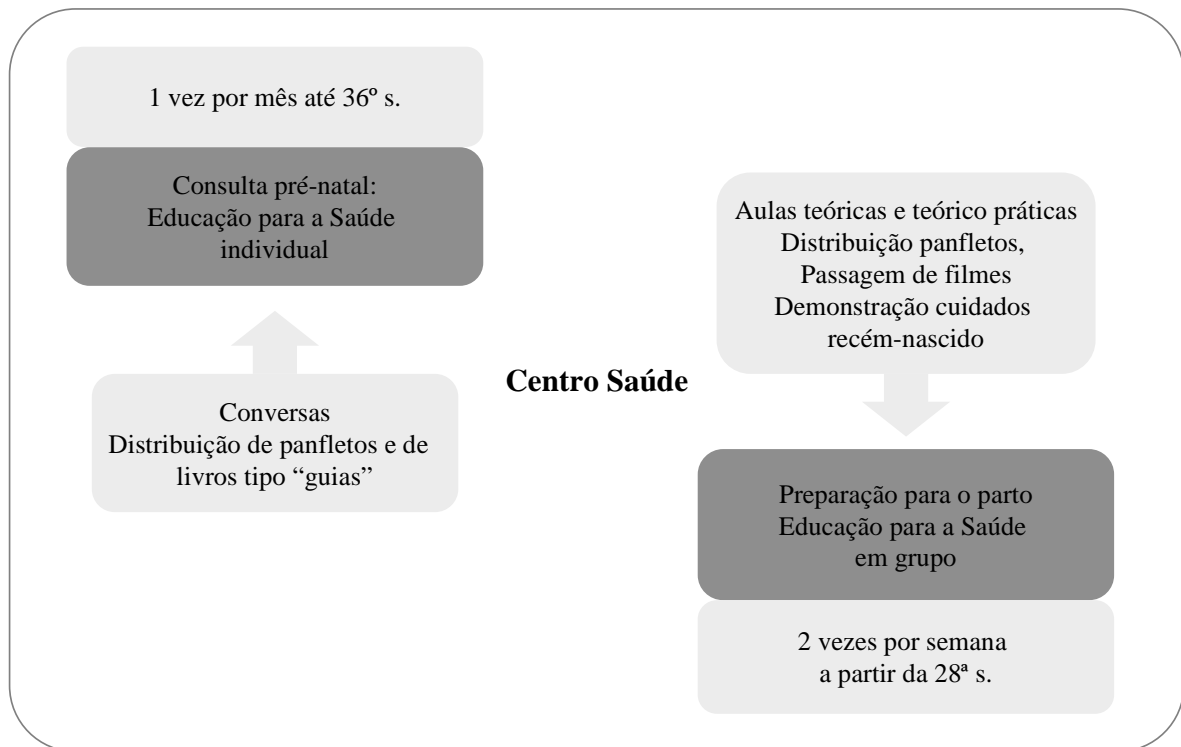 1 vez por mês até 36º s.
Consulta pré-natal:
Educação para a Saúde
individual
Conversas
Distribuição de panfletos e de
livros tipo “guias”
Centro Saúde
Aulas teóricas e teórico práticas
Distribuição panfletos,
Passagem de filmes
Demonstração cuidados
recém-nascido
Preparação para o parto
Educação para a Saúde
em grupo
2 vezes por semana
a partir da 28ª s.